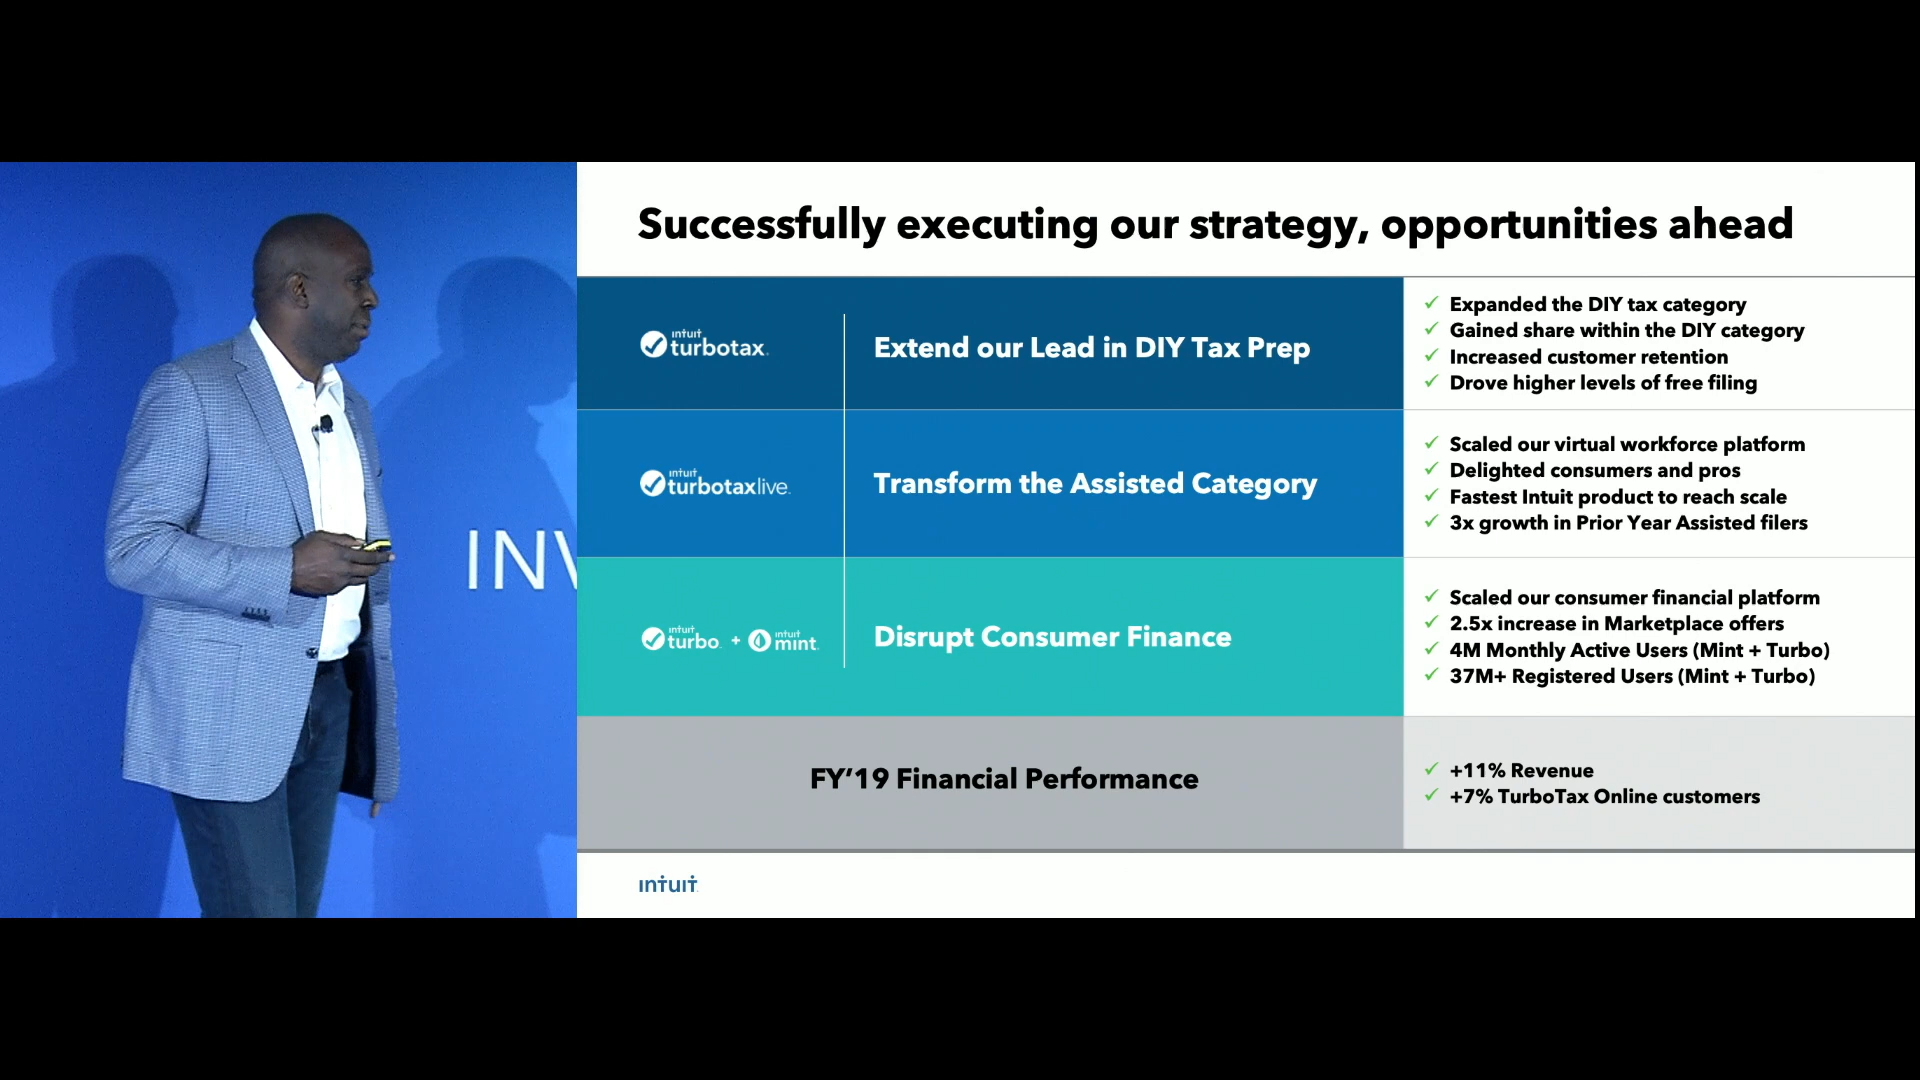 Successfully executing our strategy, opportunities ahead
intuit
turbotax.
Extend our Lead in DIY Tax Prep
✓ Expanded the DIY tax category
✓ Gained share within the DIY category
✓ Increased customer retention
✓ Drove higher levels of free filing
intuit
turbotaxlive.
Transform the Assisted Category
✓ Scaled our virtual workforce platform
✓ Delighted consumers and pros
✓ Fastest Intuit product to reach scale
✓ 3x growth in Prior Year Assisted filers
intuit
turbo. + intuit mint.
Disrupt Consumer Finance
✓ Scaled our consumer financial platform
✓ 2.5x increase in Marketplace offers
✓ 4M Monthly Active Users (Mint + Turbo)
✓ 37M+ Registered Users (Mint + Turbo)
FY’19 Financial Performance
✓ +11% Revenue
✓ +7% TurboTax Online customers
intuit
INV